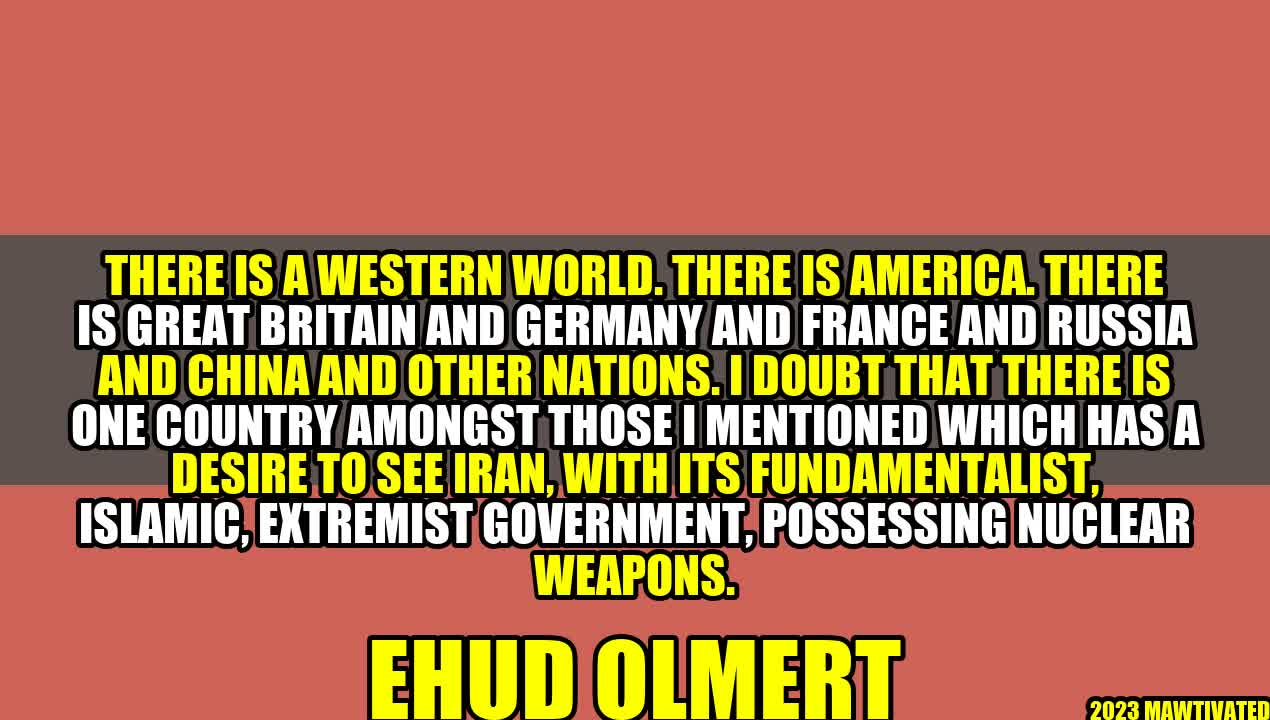 THERE IS A WESTERN WORLD. THERE IS AMERICA. THERE
IS GREAT BRITAIN AND GERMANY AND FRANCE AND RUSSIA
AND CHINA AND OTHER NATIONS. I DOUBT THAT THERE IS
ONE COUNTRY AMONGST THOSE I MENTIONED WHICH HAS A
DESIRE TO SEE IRAN, WITH ITS FUNDAMENTALIST,
ISLAMIC, EXTREMIST GOVERNMENT, POSSESSING NUCLEAR
WEAPONS.
EHUD OLMERT
2023 MAWTIVATED